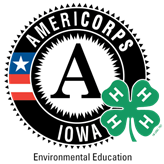 AMERICORPS
A
IOWA
H H
H H
Environmental Education